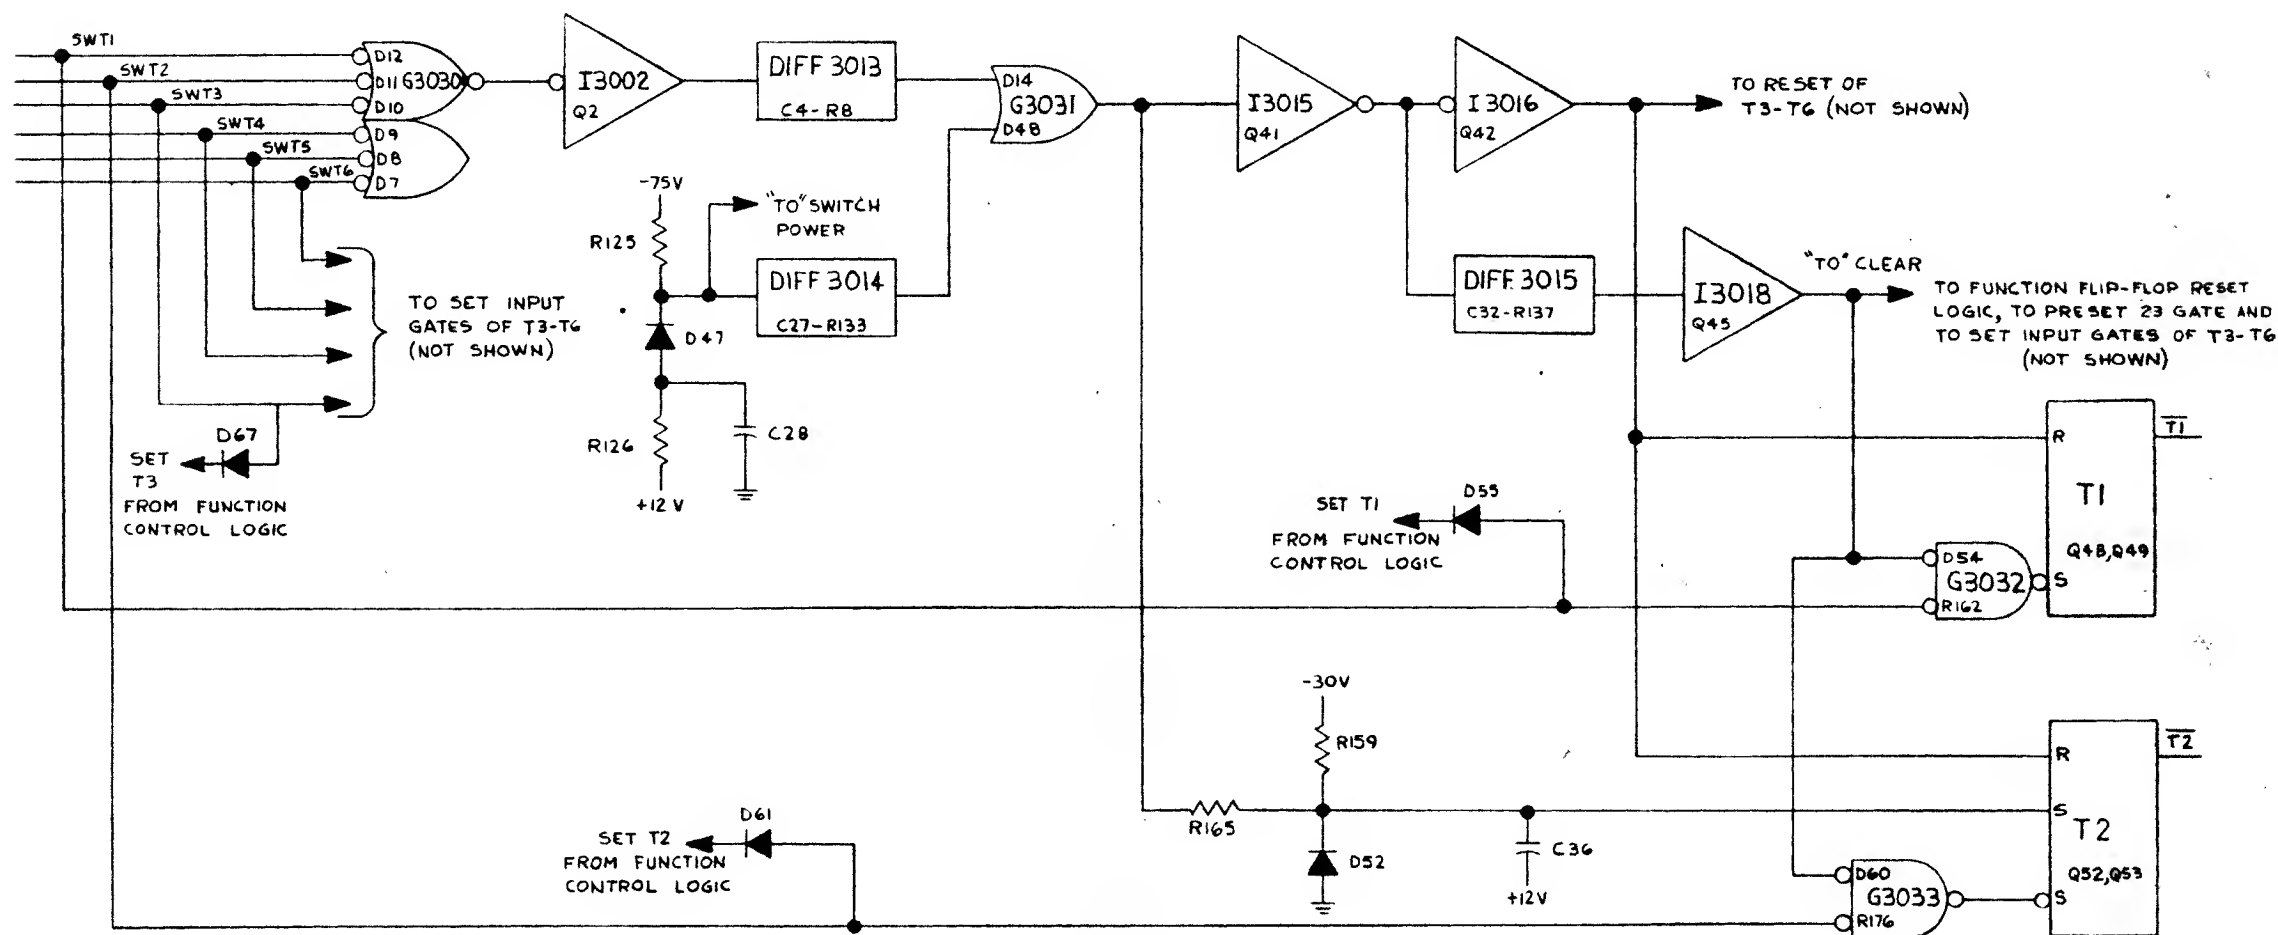 SWT1
SWT2
SWT3
SWT4
SWT5
SWT6
D12
D11 G3030
D10
D9
D8
D7
I3002
Q2
DIFF 3013
C4-R8
D14
G3031
D48
I3015
Q41
I3016
Q42
TO RESET OF
T3-T6 (NOT SHOWN)
-75V
R125
"TO" SWITCH
POWER
DIFF 3014
C27-R133
D47
R126
C28
+12 V
TO SET INPUT
GATES OF T3-T6
(NOT SHOWN)
D67
SET
T3
FROM FUNCTION
CONTROL LOGIC
DIFF. 3015
C32-R137
I3018
Q45
"TO" CLEAR
TO FUNCTION FLIP-FLOP RESET
LOGIC, TO PRESET 23 GATE AND
TO SET INPUT GATES OF T3-T6
(NOT SHOWN)
R
T1
T1
Q48,Q49
S
D55
SET T1
FROM FUNCTION
CONTROL LOGIC
D54
G3032
R162
-30V
R159
R165
D52
C36
+12V
R
T2
S
T2
Q52,Q53
S
D61
SET T2
FROM FUNCTION
CONTROL LOGIC
D60
G3033
R176